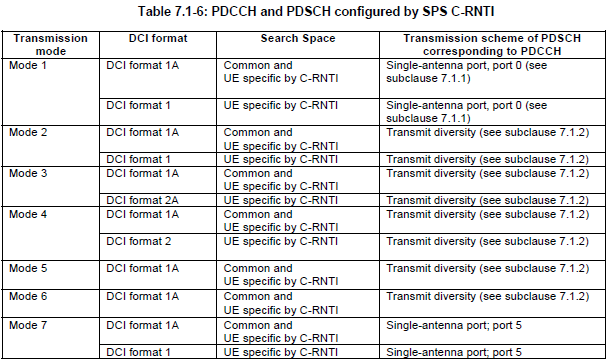 Table 7.1-6: PDCCH and PDSCH configured by SPS C-RNTI
Transmission mode DCI format Search Space Transmission scheme of PDSCH corresponding to PDCCH
Mode 1 DCI format 1A Common and Single-antenna port, port 0 (see
UE specific by C-RNTI subclause 7.1.1)
DCI format 1 UE specific by C-RNTI Single-antenna port, port 0 (see
subclause 7.1.1)
Mode 2 DCI format 1A Common and Transmit diversity (see subclause 7.1.2)
UE specific by C-RNTI
DCI format 1 UE specific by C-RNTI Transmit diversity (see subclause 7.1.2)
Mode 3 DCI format 1A Common and Transmit diversity (see subclause 7.1.2)
UE specific by C-RNTI
DCI format 2A UE specific by C-RNTI Transmit diversity (see subclause 7.1.2)
Mode 4 DCI format 1A Common and Transmit diversity (see subclause 7.1.2)
UE specific by C-RNTI
DCI format 2 UE specific by C-RNTI Transmit diversity (see subclause 7.1.2)
Mode 5 DCI format 1A Common and Transmit diversity (see subclause 7.1.2)
UE specific by C-RNTI
Mode 6 DCI format 1A Common and Transmit diversity (see subclause 7.1.2)
UE specific by C-RNTI
Mode 7 DCI format 1A Common and Single-antenna port; port 5
UE specific by C-RNTI
DCI format 1 UE specific by C-RNTI Single-antenna port; port 5